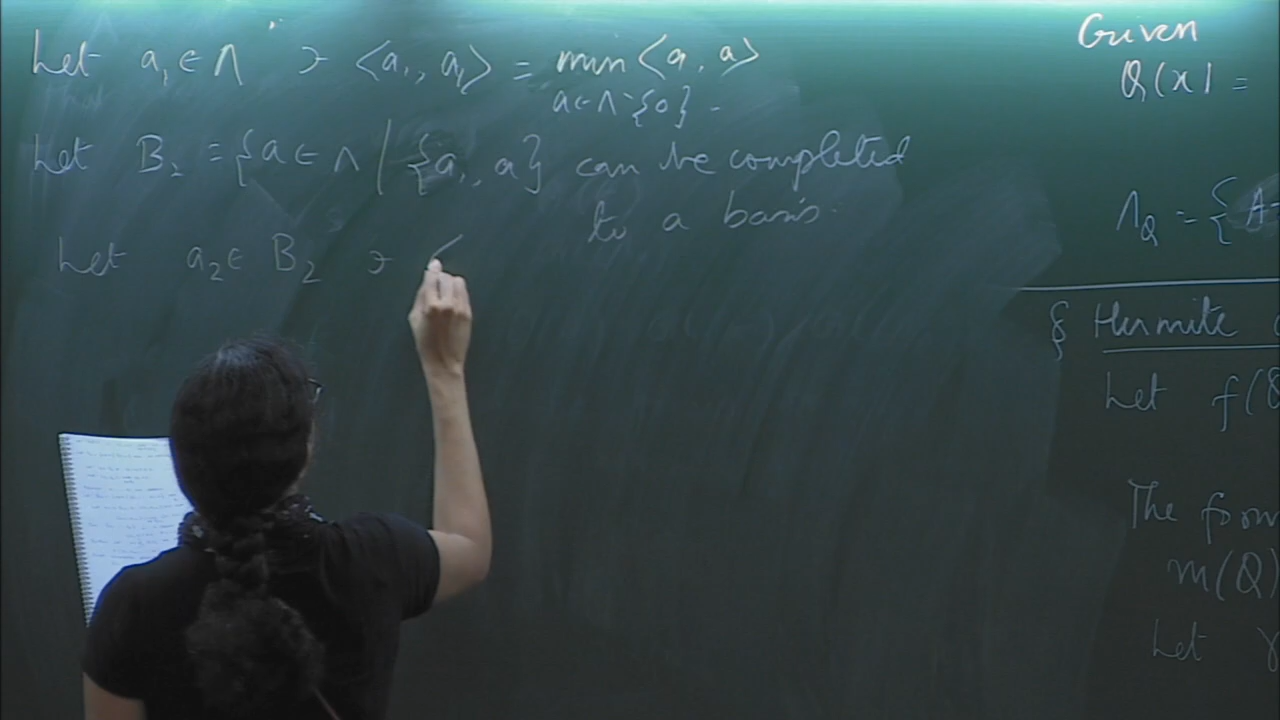 Let a₁ ∈ Λ ∋ <a₁, a₁> = min <a, a>
a∈Λ-{0}
Let B₂ = {a ∈ Λ | {a₁, a} can be completed
to a basis.
Let a₂ ∈ B₂ ∋ <
Given
Q(x) =
Λ_Q = { A
§ Hermite
Let f(
The form
m(Q)
Let γ